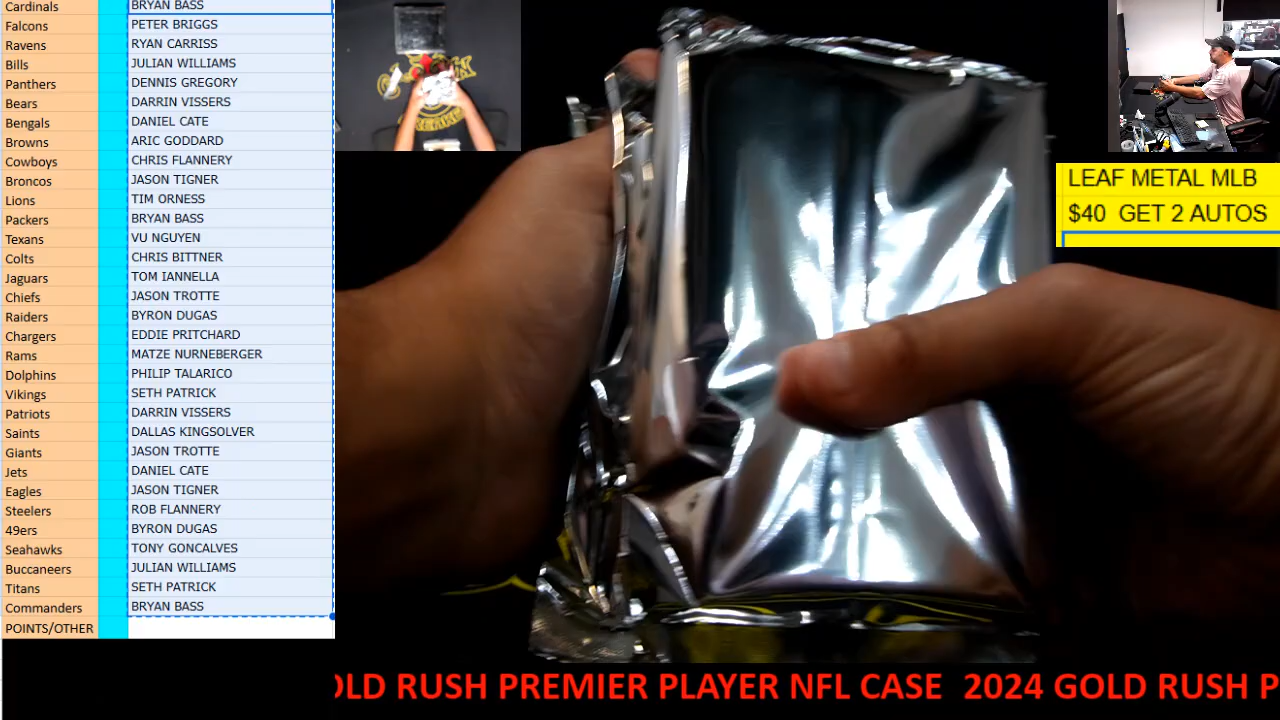 Cardinals BRYAN BASS
Falcons PETER BRIGGS
Ravens RYAN CARRISS
Bills JULIAN WILLIAMS
Panthers DENNIS GREGORY
Bears DARRIN VISSERS
Bengals DANIEL CATE
Browns ARIC GODDARD
Cowboys CHRIS FLANNERY
Broncos JASON TIGNER
Lions TIM ORNESS
Packers BRYAN BASS
Texans VU NGUYEN
Colts CHRIS BITTNER
Jaguars TOM IANNELLA
Chiefs JASON TROTTE
Raiders BYRON DUGAS
Chargers EDDIE PRITCHARD
Rams MATZE NURNEBERGER
Dolphins PHILIP TALARICO
Vikings SETH PATRICK
Patriots DARRIN VISSERS
Saints DALLAS KINGSOLVER
Giants JASON TROTTE
Jets DANIEL CATE
Eagles JASON TIGNER
Steelers ROB FLANNERY
49ers BYRON DUGAS
Seahawks TONY GONCALVES
Buccaneers JULIAN WILLIAMS
Titans SETH PATRICK
Commanders BRYAN BASS
POINTS/OTHER
LEAF METAL MLB
$40 GET 2 AUTOS
OLD RUSH PREMIER PLAYER NFL CASE 2024 GOLD RUSH P